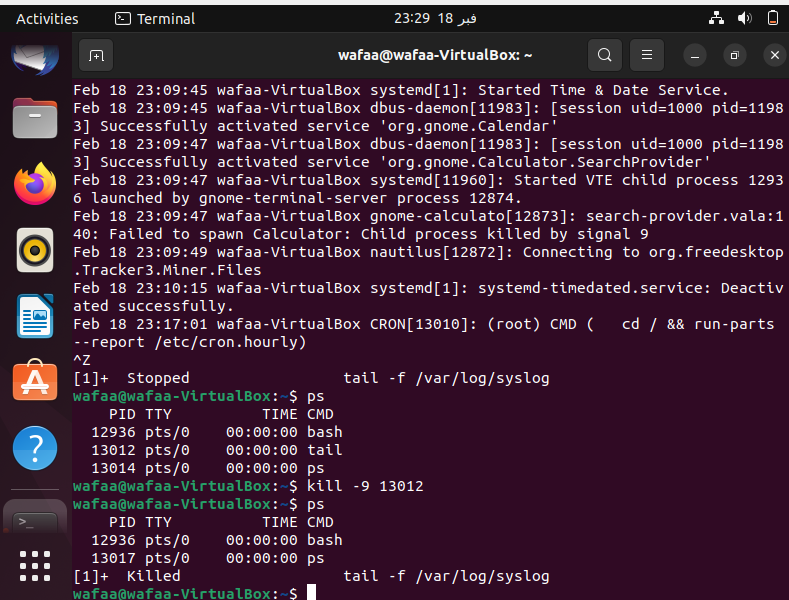 Activities Terminal 23:29 18 فبر
wafaa@wafaa-VirtualBox: ~
Feb 18 23:09:45 wafaa-VirtualBox systemd[1]: Started Time & Date Service.
Feb 18 23:09:45 wafaa-VirtualBox dbus-daemon[11983]: [session uid=1000 pid=1198
3] Successfully activated service 'org.gnome.Calendar'
Feb 18 23:09:47 wafaa-VirtualBox dbus-daemon[11983]: [session uid=1000 pid=1198
3] Successfully activated service 'org.gnome.Calculator.SearchProvider'
Feb 18 23:09:47 wafaa-VirtualBox systemd[11960]: Started VTE child process 1293
6 launched by gnome-terminal-server process 12874.
Feb 18 23:09:47 wafaa-VirtualBox gnome-calculato[12873]: search-provider.vala:1
40: Failed to spawn Calculator: Child process killed by signal 9
Feb 18 23:09:49 wafaa-VirtualBox nautilus[12872]: Connecting to org.freedesktop
.Tracker3.Miner.Files
Feb 18 23:10:15 wafaa-VirtualBox systemd[1]: systemd-timedated.service: Deactiv
ated successfully.
Feb 18 23:17:01 wafaa-VirtualBox CRON[13010]: (root) CMD (   cd / && run-parts
--report /etc/cron.hourly)
^Z
[1]+  Stopped                 tail -f /var/log/syslog
wafaa@wafaa-VirtualBox:~$ ps
    PID TTY          TIME CMD
  12936 pts/0    00:00:00 bash
  13012 pts/0    00:00:00 tail
  13014 pts/0    00:00:00 ps
wafaa@wafaa-VirtualBox:~$ kill -9 13012
wafaa@wafaa-VirtualBox:~$ ps
    PID TTY          TIME CMD
  12936 pts/0    00:00:00 bash
  13017 pts/0    00:00:00 ps
[1]+  Killed                  tail -f /var/log/syslog
wafaa@wafaa-VirtualBox:~$